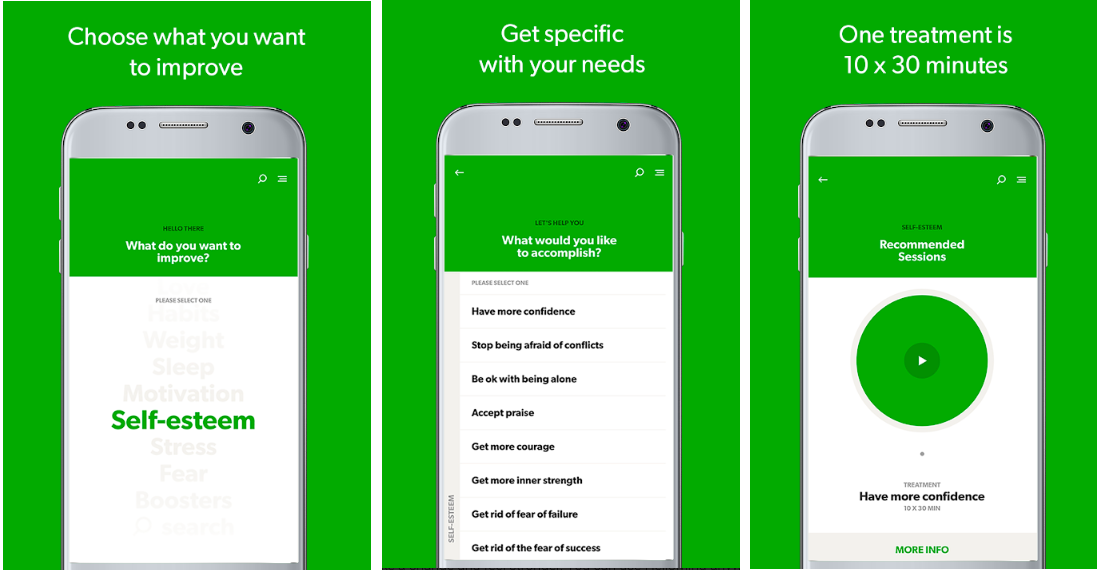 Choose what you want
to improve
HELLO THERE
What do you want to
improve?
Love
PLEASE SELECT ONE
Habits
Weight
Sleep
Motivation
Self-esteem
Stress
Fear
Boosters
search
Get specific
with your needs
LET'S HELP YOU
What would you like
to accomplish?
PLEASE SELECT ONE
Have more confidence
Stop being afraid of conflicts
Be ok with being alone
Accept praise
Get more courage
Get more inner strength
Get rid of fear of failure
Get rid of the fear of success
SELF-ESTEEM
One treatment is
10 x 30 minutes
SELF-ESTEEM
Recommended
Sessions
TREATMENT
Have more confidence
10 X 30 MIN
MORE INFO